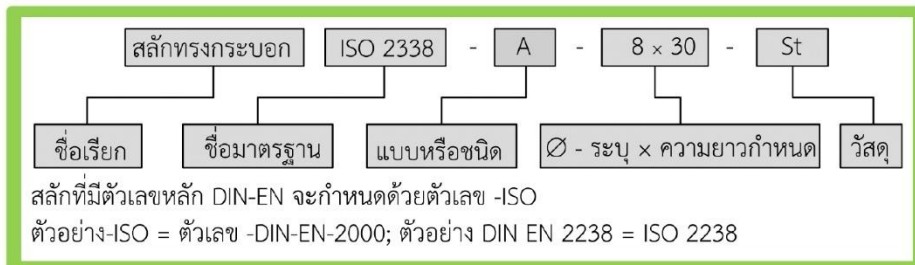 สลักทรงกระบอก ISO 2338 - A - 8 × 30 - St
ชื่อเรียก ชื่อมาตรฐาน แบบหรือชนิด ∅ - ระบุ × ความยาวกำหนด วัสดุ
สลักที่มีตัวเลขหลัก DIN-EN จะกำหนดด้วยตัวเลข -ISO
ตัวอย่าง-ISO = ตัวเลข -DIN-EN-2000; ตัวอย่าง DIN EN 2238 = ISO 2238